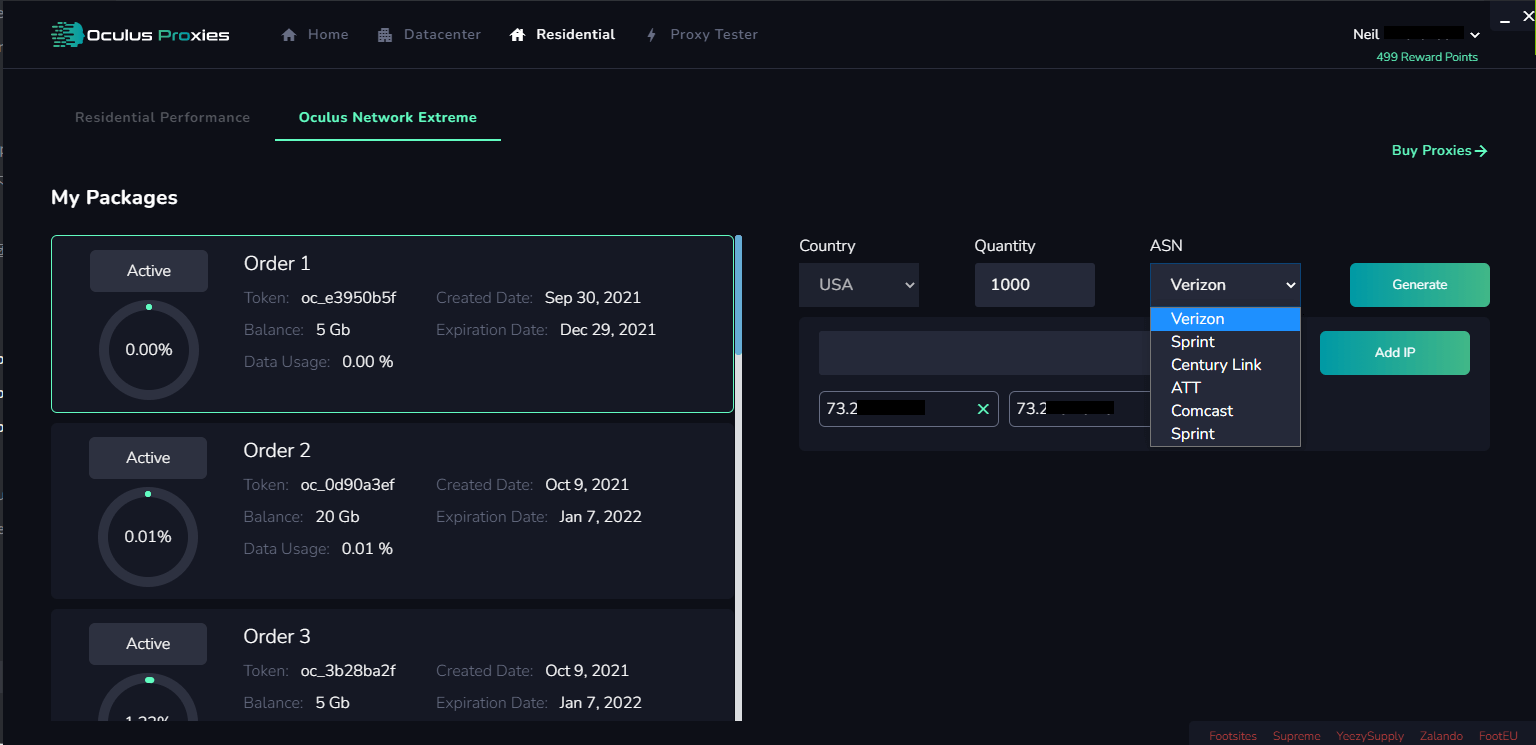 Oculus Proxies
Home
Datacenter
Residential
Proxy Tester
Neil
499 Reward Points
Residential Performance
Oculus Network Extreme
Buy Proxies
My Packages
Active
0.00%
Order 1
Token: oc_e3950b5f
Created Date: Sep 30, 2021
Balance: 5 Gb
Expiration Date: Dec 29, 2021
Data Usage: 0.00 %
Active
0.01%
Order 2
Token: oc_0d90a3ef
Created Date: Oct 9, 2021
Balance: 20 Gb
Expiration Date: Jan 7, 2022
Data Usage: 0.01 %
Active
Order 3
Token: oc_3b28ba2f
Created Date: Oct 9, 2021
Balance: 5 Gb
Expiration Date: Jan 7, 2022
Country
USA
Quantity
1000
ASN
Verizon
Generate
Verizon
Sprint
Century Link
ATT
Comcast
Sprint
Add IP
73.2
73.2
Footsites
Supreme
YeezySupply
Zalando
FootEU